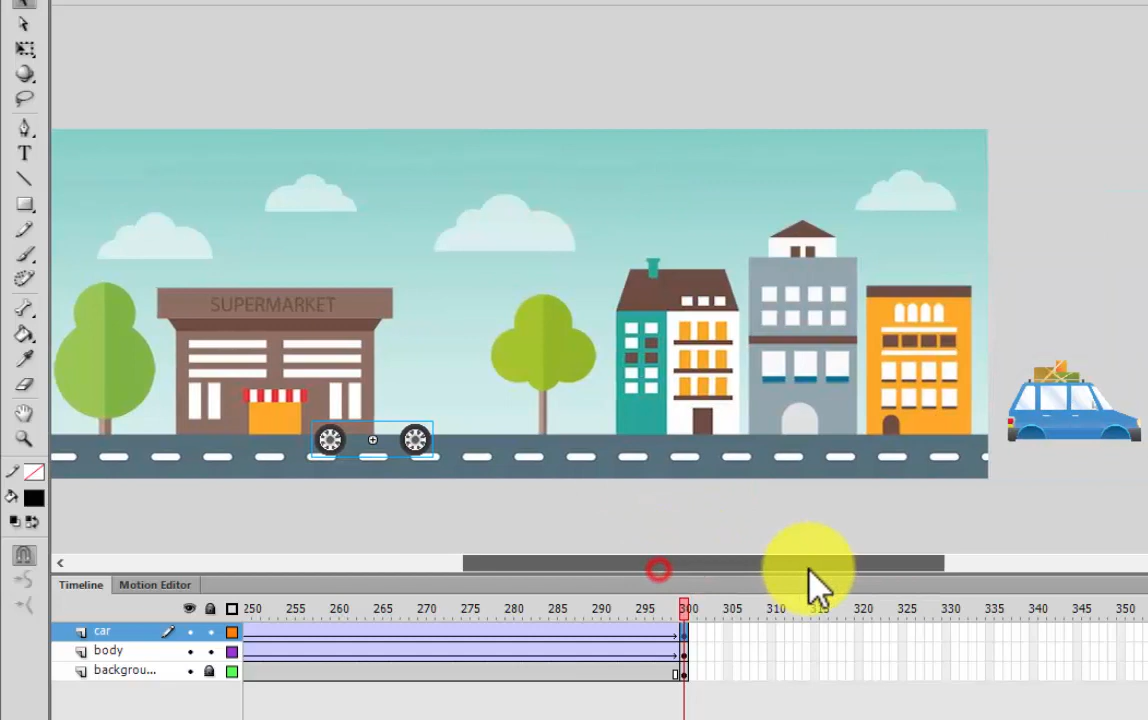 SUPERMARKET
T
Timeline
Motion Editor
250 255 260 265 270 275 280 285 290 295 300 305 310 315 320 325 330 335 340 345 350
car
body
backgrou...